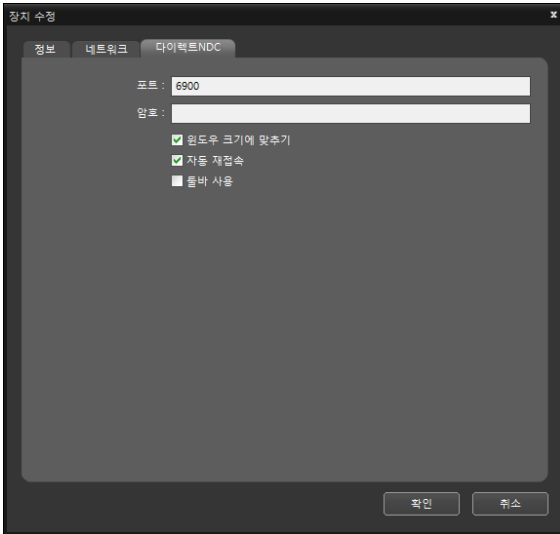 장치 수정 x
정보 네트워크 다이렉트NDC
포트 : 6900
암호 :
윈도우 크기에 맞추기
자동 재접속
툴바 사용
확인 취소